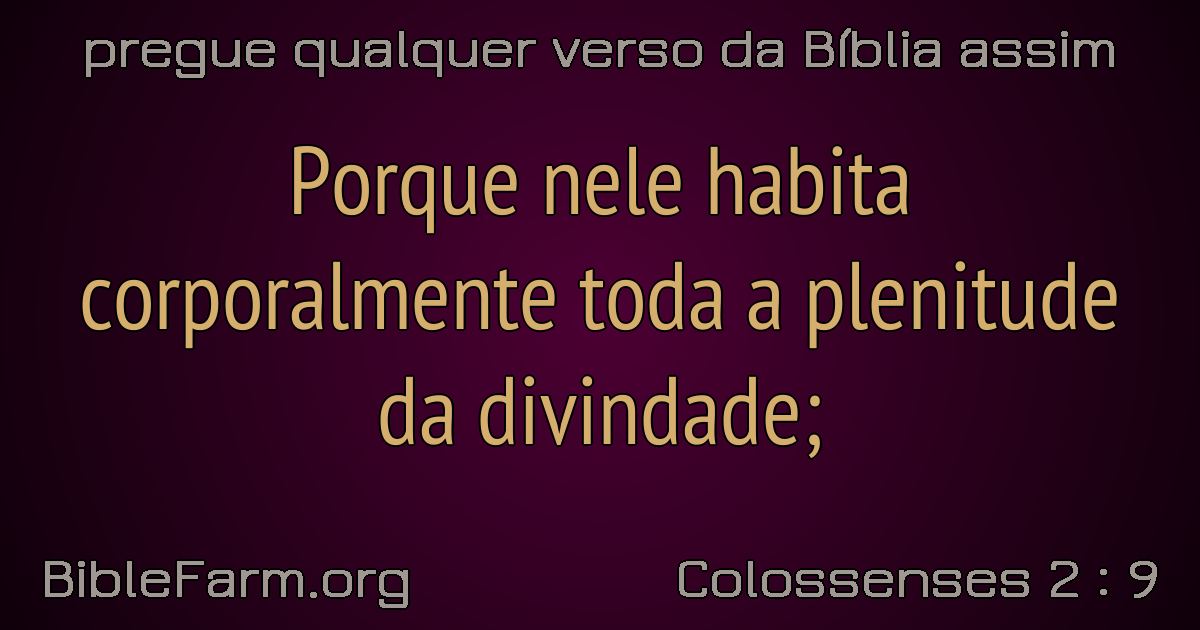 pregue qualquer verso da Bíblia assim
Porque nele habita
corporalmente toda a plenitude
da divindade;
BibleFarm.org
Colossenses 2 : 9